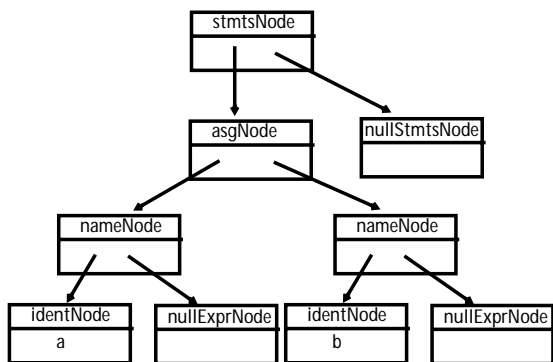 stmtsNode
asgNode
nullStmtsNode
nameNode
nameNode
identNode
a
nullExprNode
identNode
b
nullExprNode